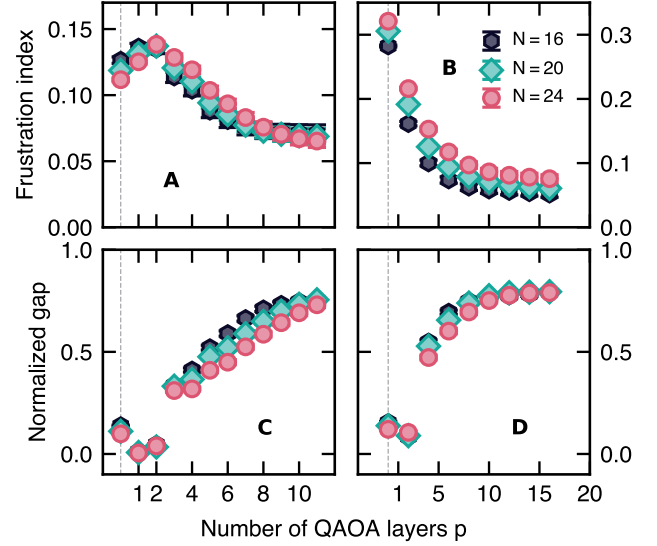 Frustration index
0.15
0.10
0.05
0.00
A
B
N = 16
N = 20
N = 24
0.3
0.2
0.1
0.0
Normalized gap
1.0
0.5
0.0
C
D
1.0
0.5
0.0
1 2 4 6 8 10
1 5 10 15 20
Number of QAOA layers p